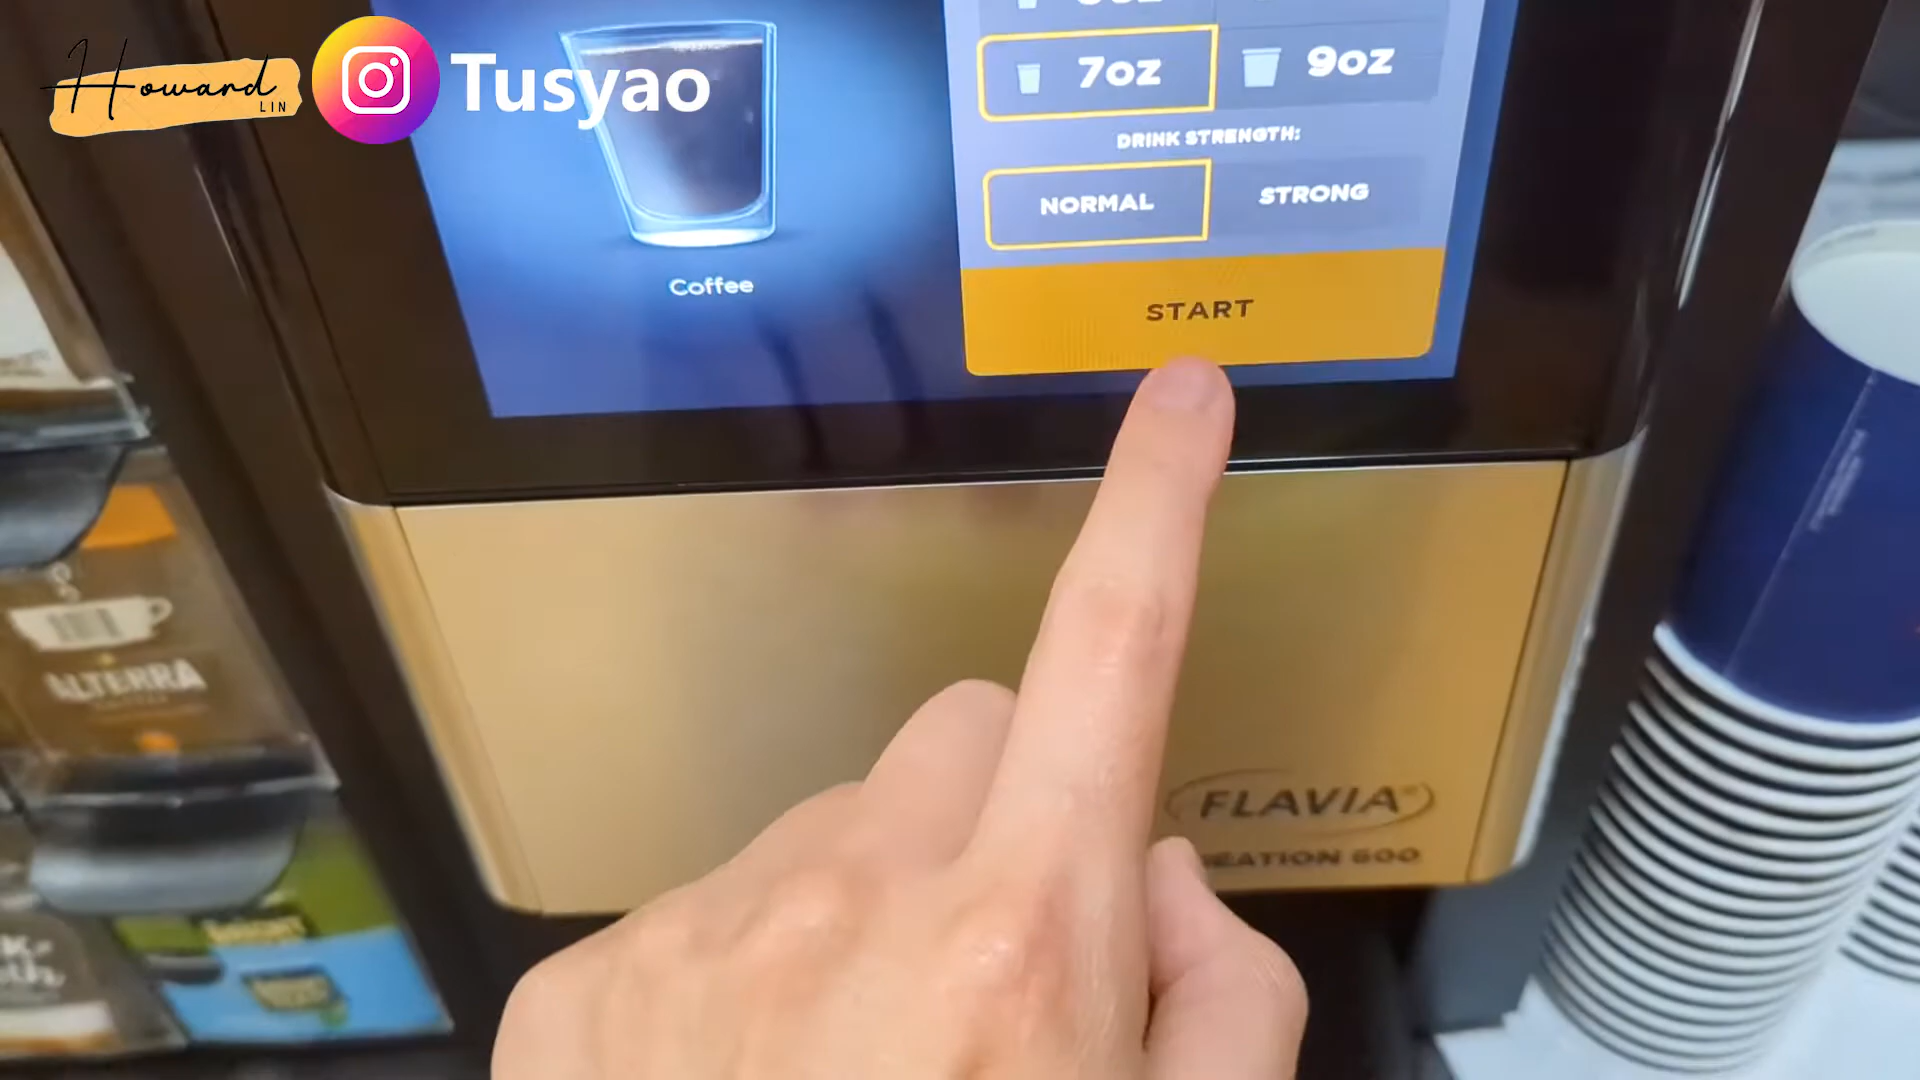 Howard
LIN
Tusyao
7oz
9oz
DRINK STRENGTH:
NORMAL
STRONG
Coffee
START
ALTERRA
FLAVIA